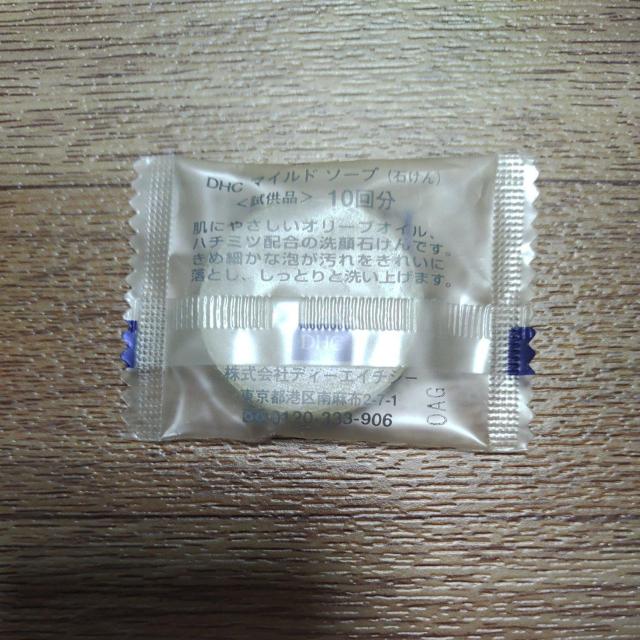 DHC マイルド ソープ (石けん)
<試供品> 10回分
肌にやさしいオリーブオイル、
ハチミツ配合の洗顔石けんです。
きめ細かな泡が汚れをきれいに
落とし、しっとりと洗い上げます。
DHC
株式会社ディーエイチシー
東京都港区南麻布2-7-1
0120-333-906
0AG